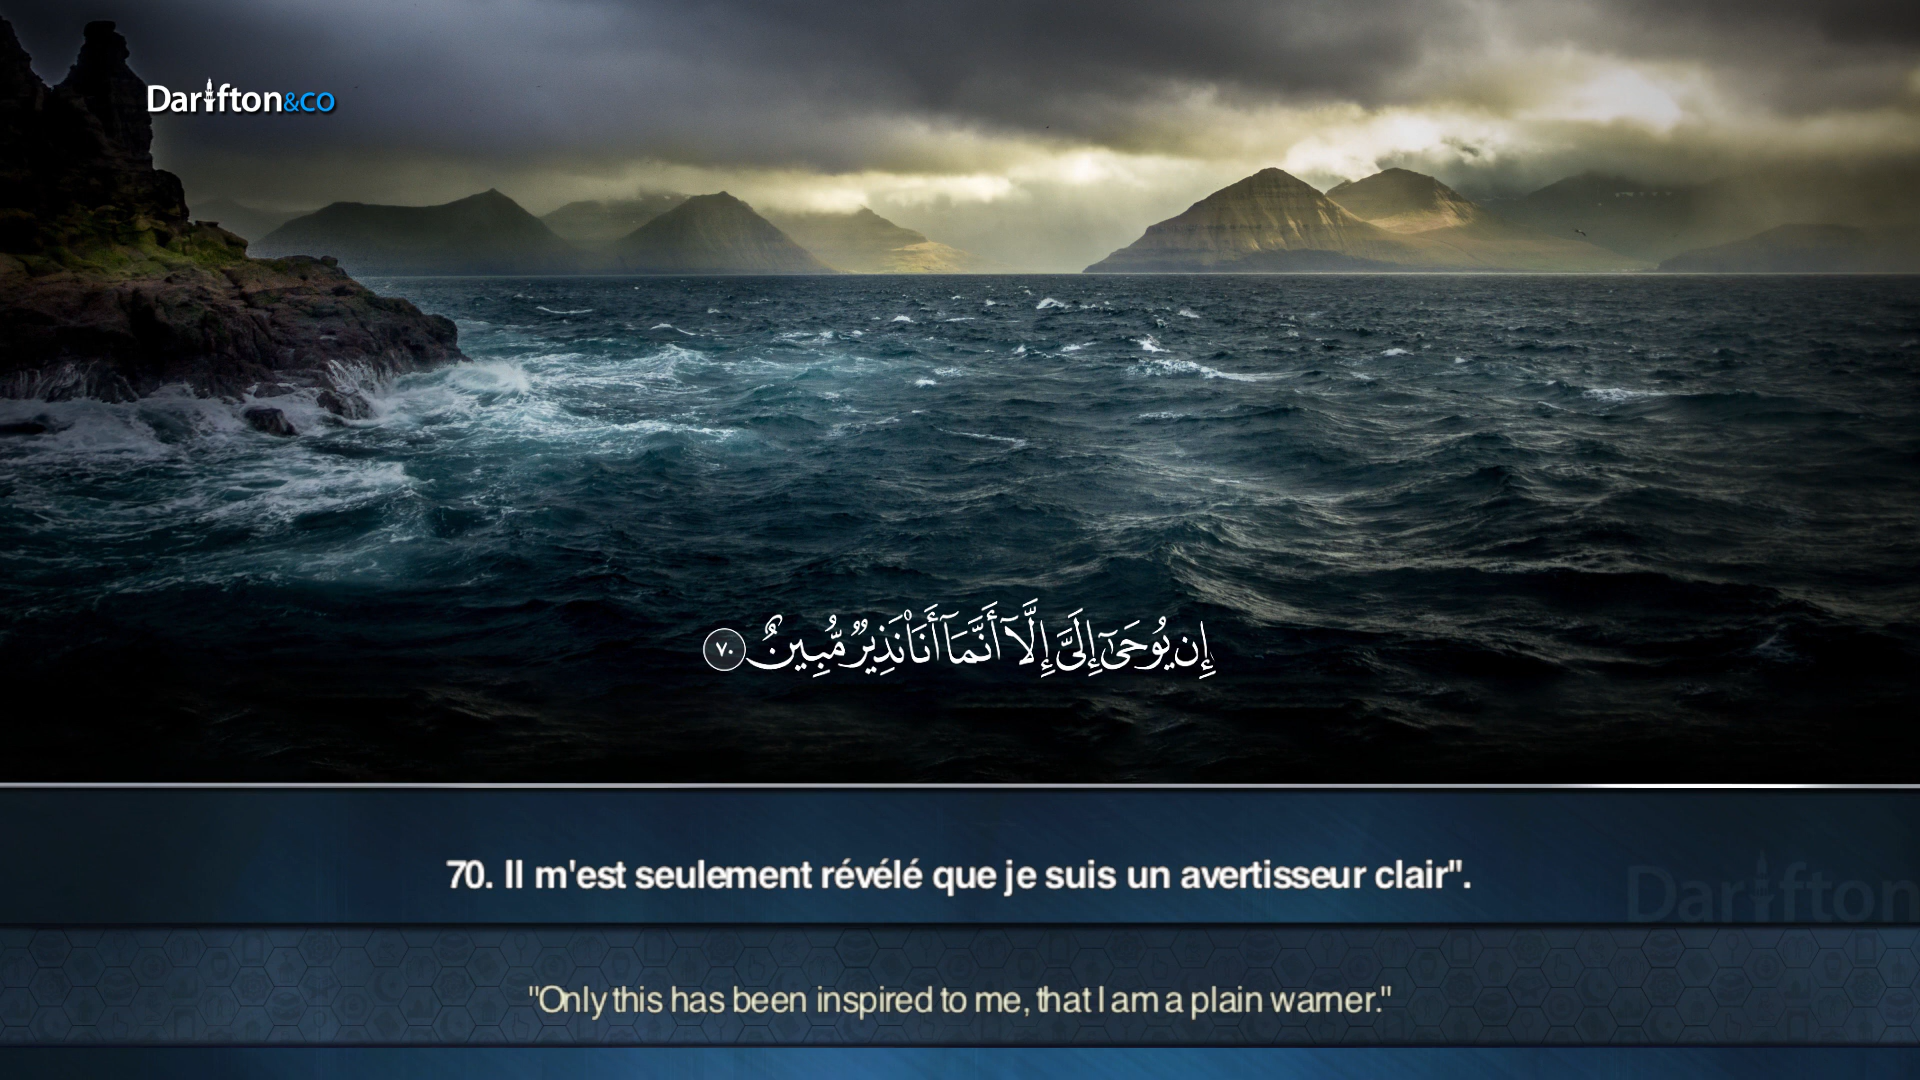 Darifton&co
إِن يُوحَىٰٓ إِلَىَّ إِلَّآ أَنَّمَآ أَنَا۠ نَذِيرٌ مُّبِينٌ ٧٠
70. Il m'est seulement révélé que je suis un avertisseur clair".
Darifton
"Only this has been inspired to me, that I am a plain warner."